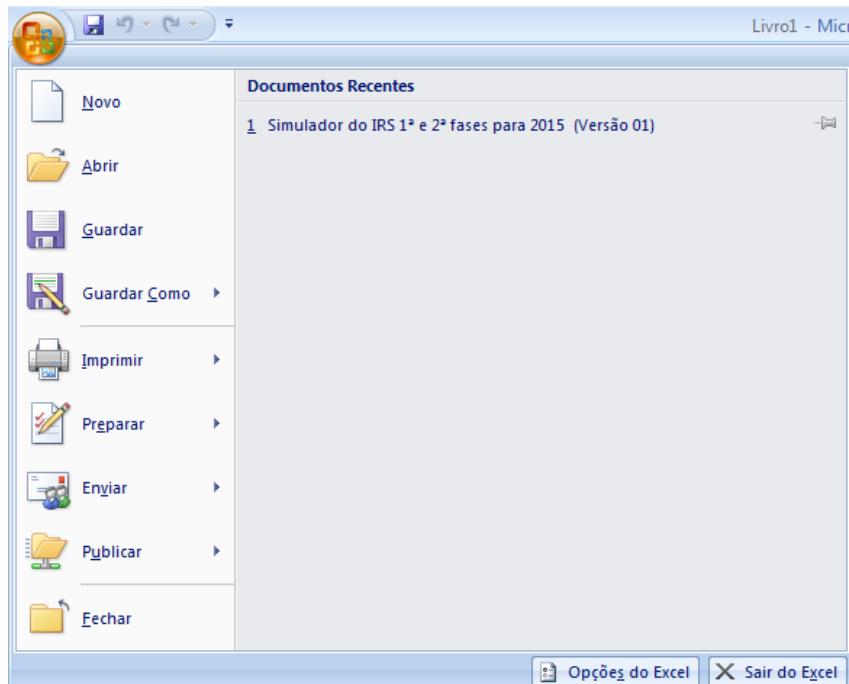 Livro1 - Micr
Documentos Recentes
1 Simulador do IRS 1ª e 2ª fases para 2015 (Versão 01)
Novo
Abrir
Guardar
Guardar Como
Imprimir
Preparar
Enviar
Publicar
Fechar
Opções do Excel
Sair do Excel